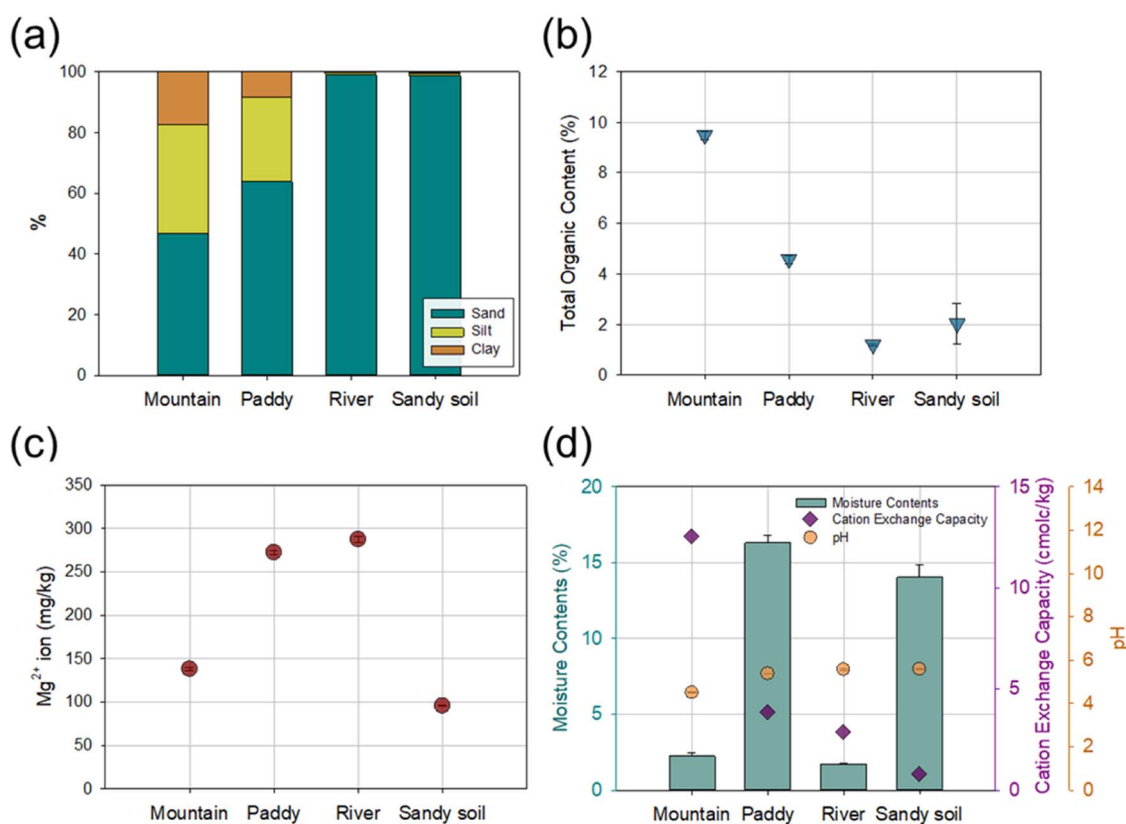 (a)
100
80
60
40
20
0
%
Sand
Silt
Clay
Mountain Paddy River Sandy soil
(b)
12
10
8
6
4
2
0
Total Organic Content (%)
Mountain Paddy River Sandy soil
(c)
350
300
250
200
150
100
50
0
Mg²⁺ ion (mg/kg)
Mountain Paddy River Sandy soil
(d)
20
15
10
5
0
Moisture Contents (%)
Moisture Contents
Cation Exchange Capacity
pH
15
10
5
0
Cation Exchange Capacity (cmolc/kg)
14
12
10
8
6
4
2
0
pH
Mountain Paddy River Sandy soil